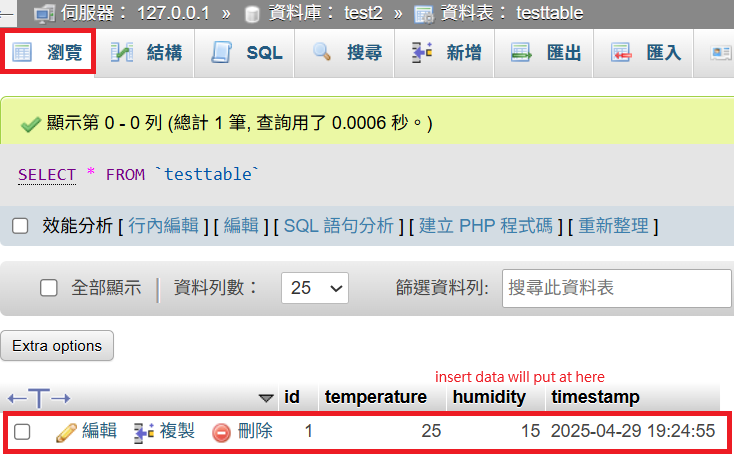 伺服器： 127.0.0.1 » 資料庫： test2 » 資料表： testtable
瀏覽 結構 SQL 搜尋 新增 匯出 匯入
顯示第 0 - 0 列 (總計 1 筆, 查詢用了 0.0006 秒。)
SELECT * FROM `testtable`
效能分析 [ 行內編輯 ] [ 編輯 ] [ SQL 語句分析 ] [ 建立 PHP 程式碼 ] [ 重新整理 ]
全部顯示 資料列數： 25 篩選資料列: 搜尋此資料表
Extra options
insert data will put at here
id temperature humidity timestamp
編輯 複製 刪除 1 25 15 2025-04-29 19:24:55